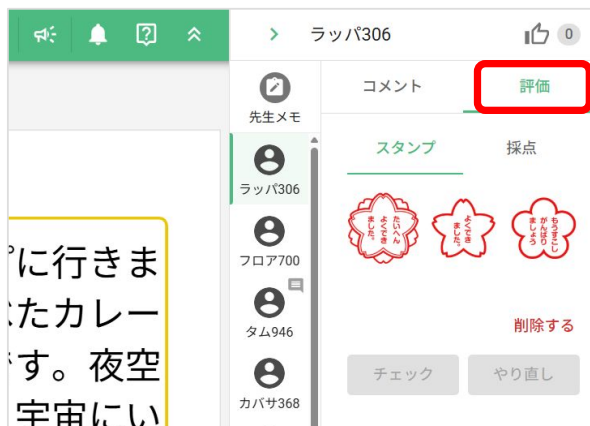 ラッパ306
0
先生メモ
ラッパ306
フロア700
タム946
カバサ368
コメント
評価
スタンプ
採点
たいへん
よくでき
ました。
よくでき
ました。
もうすこし
がんばり
ましょう
削除する
チェック
やり直し
に行きま
たカレー
す。夜空
宇宙にい